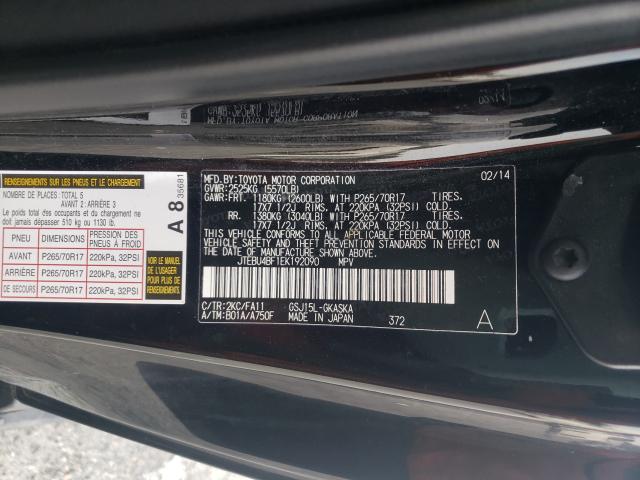 RENSEIGNEMENTS SUR LES PNEUS ET LE CHARGEMENT
NOMBRE DE PLACES: TOTAL 5
AVANT 2: ARRIÈRE 3
Le poids total des occupants et du chargement ne
doit jamais dépasser 510 kg ou 1130 lb.
PNEU DIMENSIONS PRESSION DES PNEUS À FROID
AVANT P265/70R17 220kPa, 32PSI
ARRIÈRE P265/70R17 220kPa, 32PSI
DE SECOURS P265/70R17 220kPa, 32PSI
VOIR LE MANUEL DE L'USAGER POUR PLUS DE RENSEIGNEMENTS
A 8 35681
MFD.BY:TOYOTA MOTOR CORPORATION 02/14
GVWR:2525KG (5570LB)
GAWR:FRT. 1180KG (2600LB) WITH P265/70R17 TIRES.
17X7 1/2J RIMS. AT 220KPA (32PSI) COLD
RR. 1380KG (3040LB) WITH P265/70R17 TIRES.
17X7 1/2J RIMS. AT 220KPA (32PSI) COLD
THIS VEHICLE CONFORMS TO ALL APPLICABLE FEDERAL MOTOR
VEHICLE SAFETY AND THEFT PREVENTION STANDARDS IN EFFECT
ON THE DATE OF MANUFACTURE SHOWN ABOVE.
JTEBU4BF1EK192090 MPV
C/TR:2KC/FA11 GSJ15L-GKASKA
A/TM:B01A/A750F MADE IN JAPAN 372 A